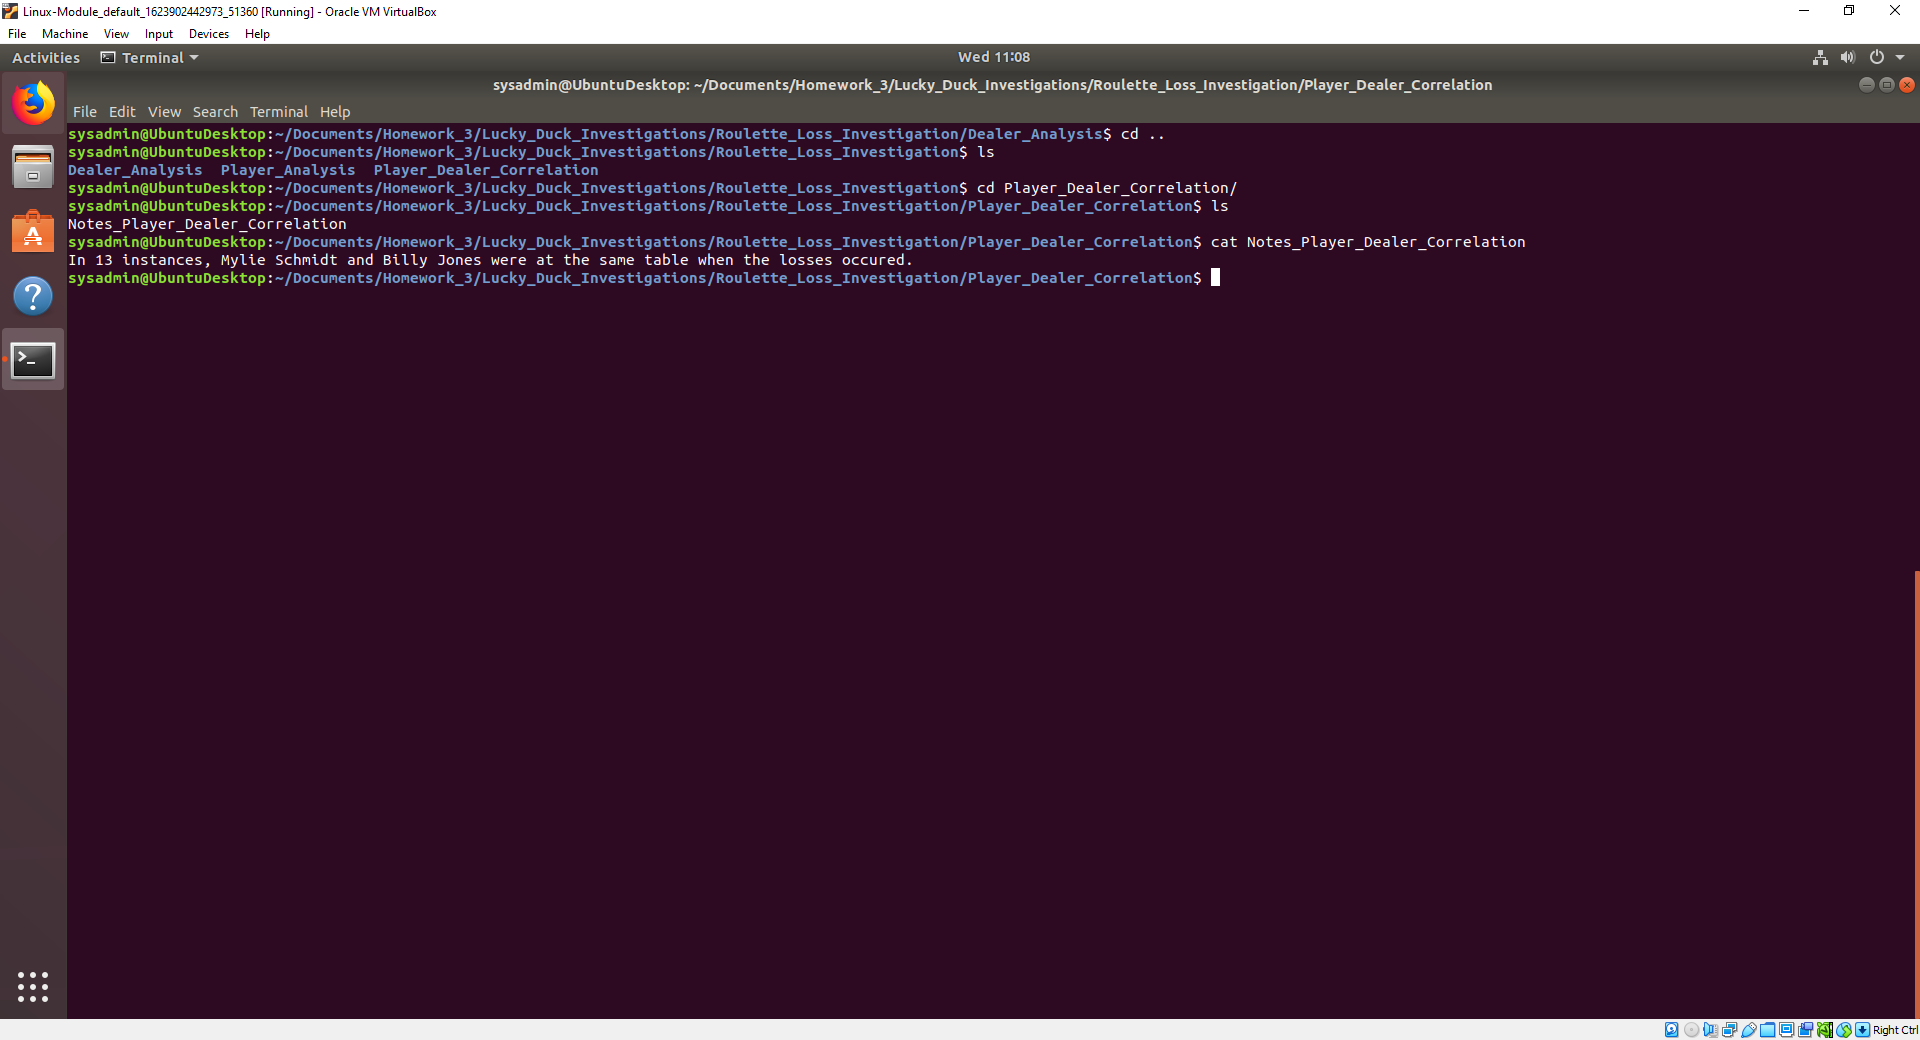 Linux-Module_default_1623902442973_51360 [Running] - Oracle VM VirtualBox
File Machine View Input Devices Help
Activities Terminal Wed 11:08
sysadmin@UbuntuDesktop: ~/Documents/Homework_3/Lucky_Duck_Investigations/Roulette_Loss_Investigation/Player_Dealer_Correlation
File Edit View Search Terminal Help
sysadmin@UbuntuDesktop:~/Documents/Homework_3/Lucky_Duck_Investigations/Roulette_Loss_Investigation/Dealer_Analysis$ cd ..
sysadmin@UbuntuDesktop:~/Documents/Homework_3/Lucky_Duck_Investigations/Roulette_Loss_Investigation$ ls
Dealer_Analysis  Player_Analysis  Player_Dealer_Correlation
sysadmin@UbuntuDesktop:~/Documents/Homework_3/Lucky_Duck_Investigations/Roulette_Loss_Investigation$ cd Player_Dealer_Correlation/
sysadmin@UbuntuDesktop:~/Documents/Homework_3/Lucky_Duck_Investigations/Roulette_Loss_Investigation/Player_Dealer_Correlation$ ls
Notes_Player_Dealer_Correlation
sysadmin@UbuntuDesktop:~/Documents/Homework_3/Lucky_Duck_Investigations/Roulette_Loss_Investigation/Player_Dealer_Correlation$ cat Notes_Player_Dealer_Correlation
In 13 instances, Mylie Schmidt and Billy Jones were at the same table when the losses occured.
sysadmin@UbuntuDesktop:~/Documents/Homework_3/Lucky_Duck_Investigations/Roulette_Loss_Investigation/Player_Dealer_Correlation$
Right Ctrl